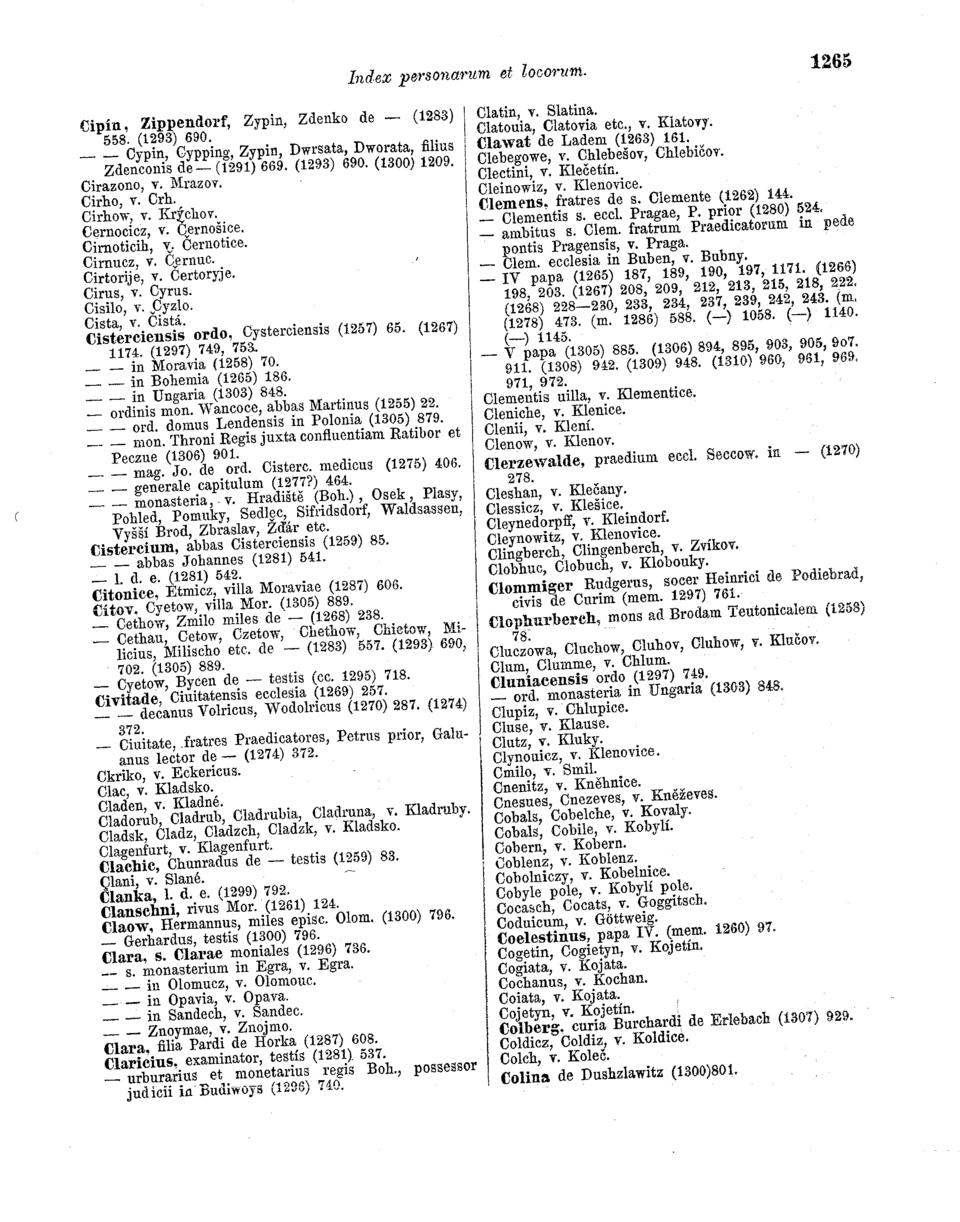 Index personarum et locorum.
1265
Cipín, Zippendorf, Zypin, Zdenko de — (1283)
558. (1293) 690.
— — Cypin, Cypping, Zypin, Dwrsata, Dworata, filius
Zdenconis de — (1291) 669. (1293) 690. (1300) 1209.
Cirazono, v. Mrazov.
Cirho, v. Crh.
Cirhow, v. Krýchov.
Cernocicz, v. Černošice.
Cirnoticih, v. Černotice.
Cirnucz, v. Černuc.
Cirtorije, v. Čertoryje.
Cirus, v. Cyrus.
Cisilo, v. Cyzlo.
Cista, v. Čistá.
Cisterciensis ordo, Cysterciensis (1257) 65. (1267)
1174. (1297) 749, 753.
— — in Moravia (1258) 70.
— — in Bohemia (1265) 186.
— — in Ungaria (1303) 848.
— ordinis mon. Wancoce, abbas Martinus (1255) 22.
— — ord. domus Lendensis in Polonia (1305) 879.
— — mon. Throni Regis juxta confluentiam Ratibor et
Peczue (1306) 901.
— — mag. Jo. de ord. Cisterc. medicus (1275) 406.
— — generale capitulum (1277?) 464.
— — monasteria, v. Hradiště (Boh.), Osek, Plasy,
Pohled, Pomuky, Sedlec, Sifridsdorf, Waldsassen,
Vyšší Brod, Zbraslav, Žďár etc.
Cistercium, abbas Cisterciensis (1259) 85.
— — abbas Johannes (1281) 541.
— l. d. e. (1281) 542.
Citonice, Etmicz, villa Moraviae (1287) 606.
Cítov, Cyetow, villa Mor. (1305) 889.
— Cethow, Zmilo miles de — (1268) 238.
— Cethau, Cetow, Czetow, Chethow, Chietow, Mi-
licius, Milischo etc. de — (1283) 557. (1293) 690,
702. (1305) 889.
— Cyetow, Bycen de — testis (cc. 1295) 718.
Civitade, Ciuitatensis ecclesia (1269) 257.
— — decanus Volricus, Wodolricus (1270) 287. (1274)
372.
— Ciuitate, fratres Praedicatores, Petrus prior, Galu-
anus lector de — (1274) 372.
Ckriko, v. Eckericus.
Clac, v. Kladsko.
Claden, v. Kladné.
Cladorub, Cladrub, Cladrubia, Cladruna, v. Kladruby.
Cladsk, Cladz, Cladzch, Cladzk, v. Kladsko.
Clagenfurt, v. Klagenfurt.
Clachic, Chunradus de — testis (1259) 83.
Clani, v. Slané.
Članka, l. d. e. (1299) 792.
Clanschni, rivus Mor. (1261) 124.
Claow, Hermannus, miles episc. Olom. (1300) 796.
— Gerhardus, testis (1300) 796.
Clara, s. Clarae moniales (1296) 736.
— s. monasterium in Egra, v. Egra.
— — in Olomucz, v. Olomouc.
— — in Opavia, v. Opava.
— — in Sandech, v. Sandec.
— — Znoymae, v. Znojmo.
Clara, filia Pardi de Horka (1287) 608.
Claricius, examinator, testis (1281) 537.
— urburarius et monetarius regis Boh., possessor
judicii in Budiwoys (1296) 740.
Clatin, v. Slatina.
Clatouia, Clatovia etc., v. Klatovy.
Clawat de Ladem (1263) 161.
Clebegowe, v. Chlebešov, Chlebičov.
Clectini, v. Klečetín.
Cleinowiz, v. Klenovice.
Clemens, fratres de s. Clemente (1262) 144.
— Clementis s. eccl. Pragae, P. prior (1280) 524.
— ambitus s. Clem. fratrum Praedicatorum in pede
pontis Pragensis, v. Praga.
— Clem. ecclesia in Buben, v. Bubny.
— IV papa (1265) 187, 189, 190, 197, 1171. (1266)
198, 203. (1267) 208, 209, 212, 213, 215, 218, 222.
(1268) 228—230, 233, 234, 237, 239, 242, 243. (m.
(1278) 473. (m. 1286) 588. (—) 1058. (—) 1140.
(—) 1145.
— V papa (1305) 885. (1306) 894, 895, 903, 905, 907.
911. (1308) 942. (1309) 948. (1310) 960, 961, 969,
971, 972.
Clementis uilla, v. Klementice.
Cleniche, v. Klenice.
Clenii, v. Klení.
Clenow, v. Klenov.
Clerzewalde, praedium eccl. Seccow. in — (1270)
278.
Cleshan, v. Klečany.
Clessicz, v. Klešice.
Cleynedorpff, v. Kleindorf.
Cleynowitz, v. Klenovice.
Clingberch, Clingenberch, v. Zvíkov.
Clobhuc, Clobuch, v. Klobouky.
Clommiger Rudgerus, socer Heinrici de Podiebrad,
civis de Curim (mem. 1297) 761.
Clophurberch, mons ad Brodam Teutonicalem (1258)
78.
Cluczowa, Cluchow, Cluhov, Cluhow, v. Klučov.
Clum, Clumme, v. Chlum.
Cluniacensis ordo (1297) 749.
— ord. monasteria in Ungaria (1303) 848.
Clupiz, v. Chlupice.
Cluse, v. Klause.
Clutz, v. Kluky.
Clynouicz, v. Klenovice.
Cmilo, v. Smil.
Cnenitz, v. Kněhnice.
Cnesues, Cnezeves, v. Kněževes.
Cobals, Cobelche, v. Kovaly.
Cobals, Cobile, v. Kobylí.
Cobern, v. Kobern.
Coblenz, v. Koblenz.
Cobolniczy, v. Kobelnice.
Cobyle pole, v. Kobylí pole.
Cocasch, Cocats, v. Goggitsch.
Coduicum, v. Göttweig.
Coelestinus, papa IV. (mem. 1260) 97.
Cogetin, Cogietyn, v. Kojetín.
Cogiata, v. Kojata.
Cochanus, v. Kochan.
Coiata, v. Kojata.
Cojetyn, v. Kojetín.
Colberg, curia Burchardi de Erlebach (1307) 929.
Coldicz, Coldiz, v. Koldice.
Colch, v. Koleč.
Colina de Dushzlawitz (1300)801.